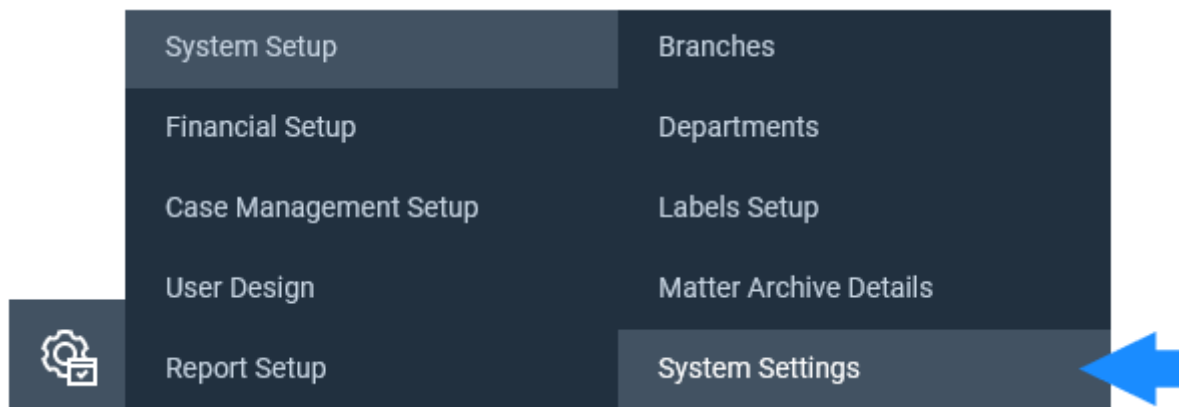 System Setup
Financial Setup
Case Management Setup
User Design
Report Setup
Branches
Departments
Labels Setup
Matter Archive Details
System Settings